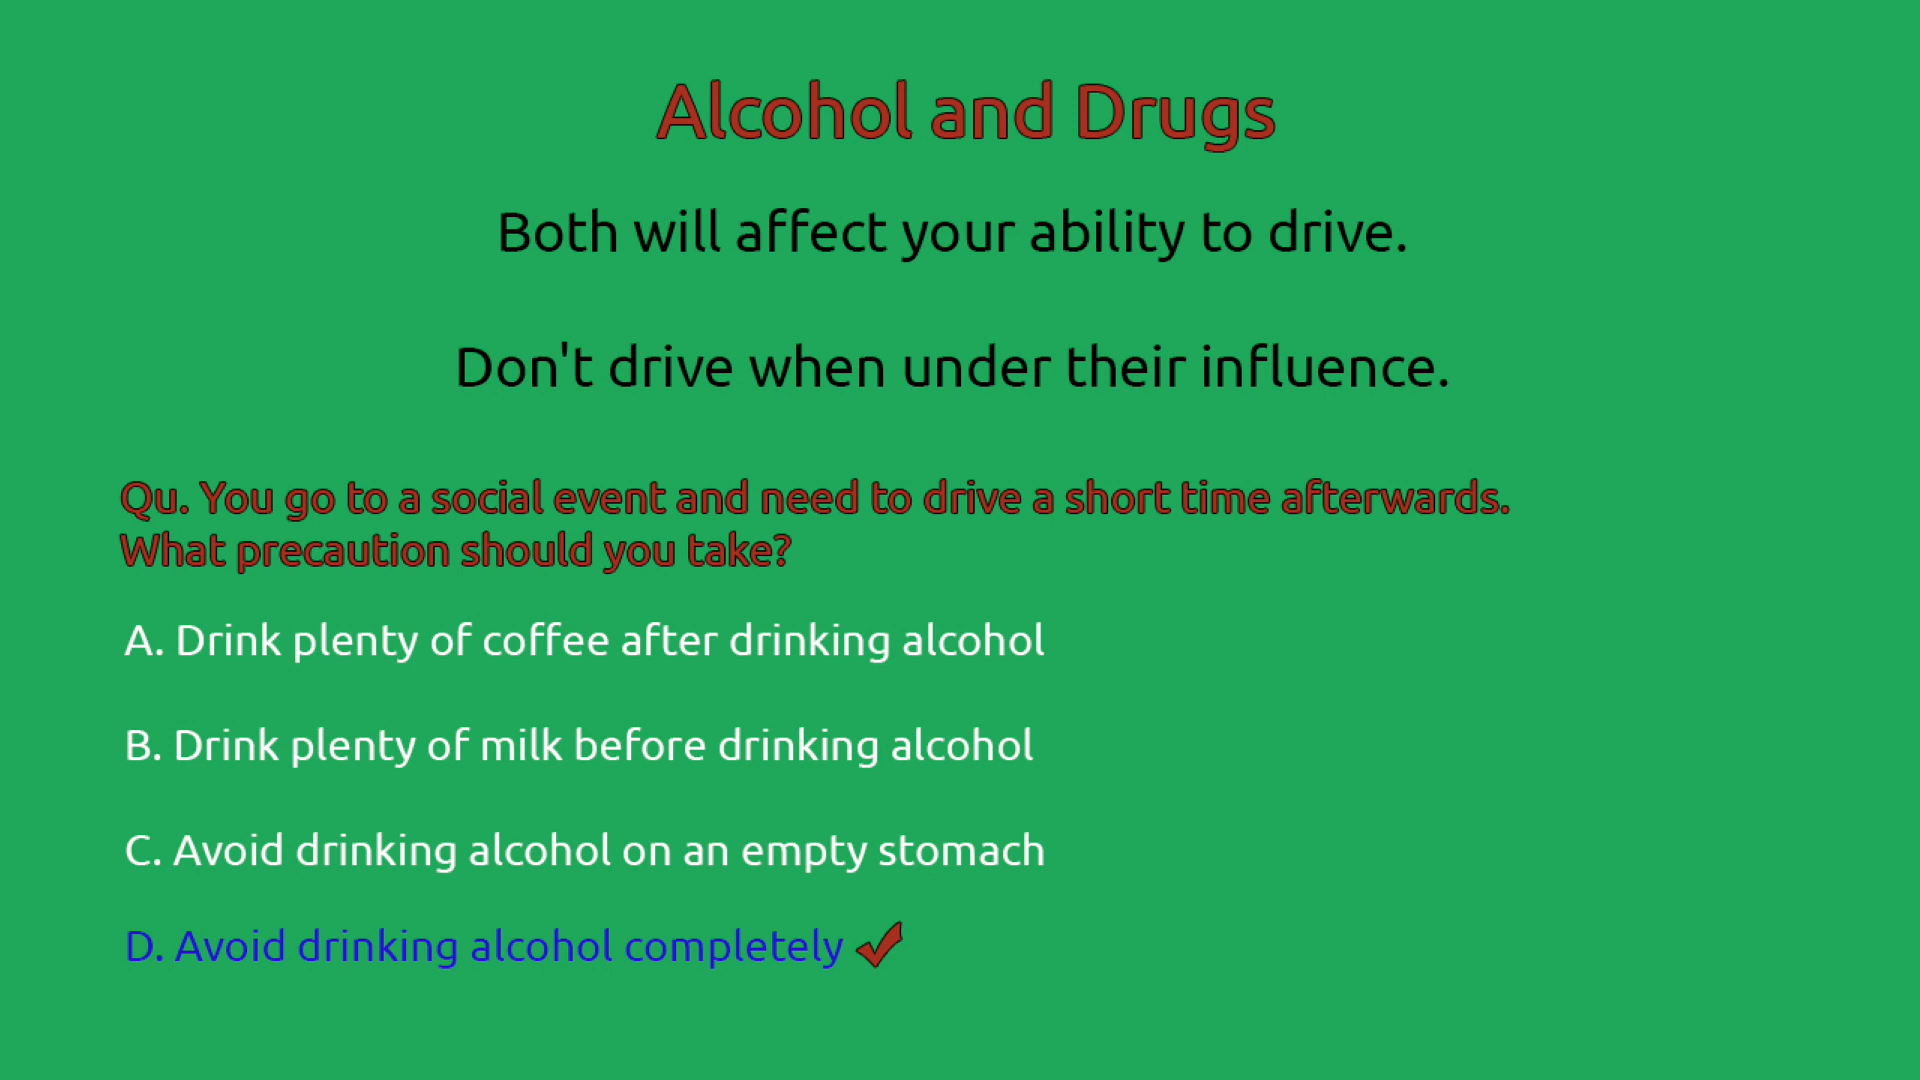 Alcohol and Drugs
Both will affect your ability to drive.
Don't drive when under their influence.
Qu. You go to a social event and need to drive a short time afterwards.
What precaution should you take?
A. Drink plenty of coffee after drinking alcohol
B. Drink plenty of milk before drinking alcohol
C. Avoid drinking alcohol on an empty stomach
D. Avoid drinking alcohol completely